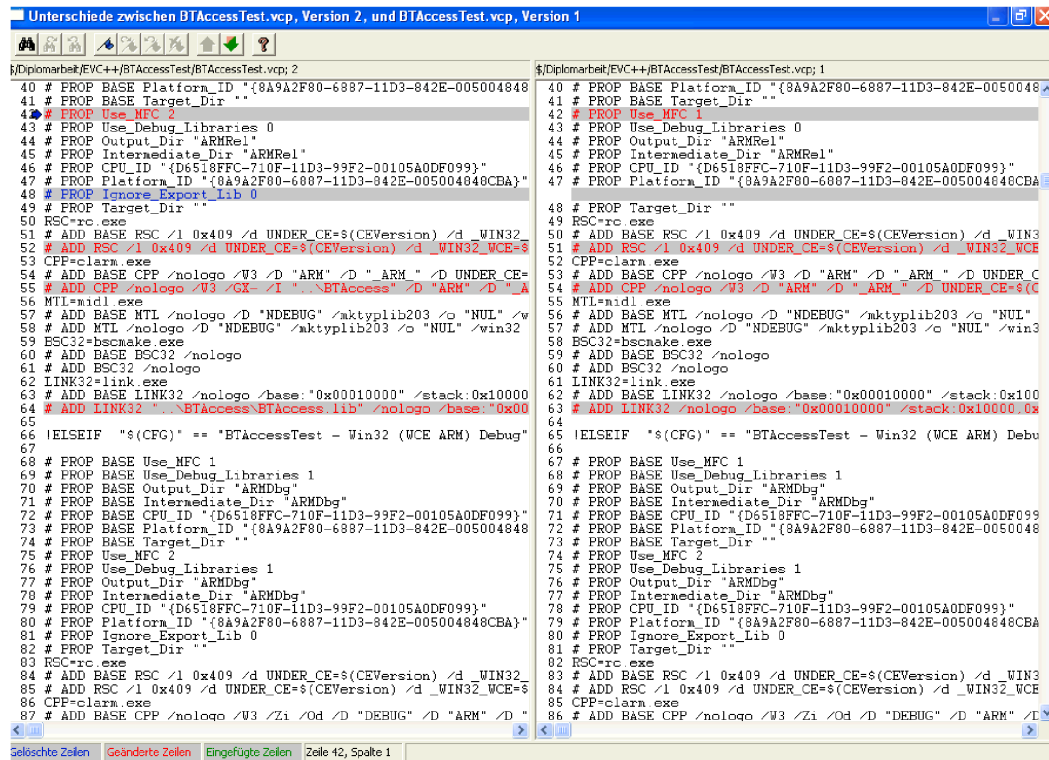 Unterschiede zwischen BTAccessTest.vcp, Version 2, und BTAccessTest.vcp, Version 1
$/Diplomarbeit/EVC++/BTAccessTest/BTAccessTest.vcp; 2
40 # PROP BASE Platform_ID "{8A9A2F80-6887-11D3-842E-005004848
41 # PROP BASE Target_Dir ""
42 # PROP Use_MFC 2
43 # PROP Use_Debug_Libraries 0
44 # PROP Output_Dir "ARMRel"
45 # PROP Intermediate_Dir "ARMRel"
46 # PROP CPU_ID "{D6518FFC-710F-11D3-99F2-00105A0DF099}"
47 # PROP Platform_ID "{8A9A2F80-6887-11D3-842E-005004848CBA}"
48 # PROP Ignore_Export_Lib 0
49 # PROP Target_Dir ""
50 RSC=rc.exe
51 # ADD BASE RSC /l 0x409 /d UNDER_CE=$(CEVersion) /d _WIN32_
52 # ADD RSC /l 0x409 /d UNDER_CE=$(CEVersion) /d _WIN32_WCE=$
53 CPP=clarm.exe
54 # ADD BASE CPP /nologo /W3 /D "ARM" /D "_ARM_" /D UNDER_CE=
55 # ADD CPP /nologo /W3 /GX- /I "..\BTAccess" /D "ARM" /D "_A
56 MTL=midl.exe
57 # ADD BASE MTL /nologo /D "NDEBUG" /mktyplib203 /o "NUL" /w
58 # ADD MTL /nologo /D "NDEBUG" /mktyplib203 /o "NUL" /win32
59 BSC32=bscmake.exe
60 # ADD BASE BSC32 /nologo
61 # ADD BSC32 /nologo
62 LINK32=link.exe
63 # ADD BASE LINK32 /nologo /base:"0x00010000" /stack:0x10000
64 # ADD LINK32 "..\BTAccess\BTAccess.lib" /nologo /base:"0x00
65
66 !ELSEIF "$(CFG)" == "BTAccessTest - Win32 (WCE ARM) Debug"
67
68 # PROP BASE Use_MFC 1
69 # PROP BASE Use_Debug_Libraries 1
70 # PROP BASE Output_Dir "ARMDbg"
71 # PROP BASE Intermediate_Dir "ARMDbg"
72 # PROP BASE CPU_ID "{D6518FFC-710F-11D3-99F2-00105A0DF099}"
73 # PROP BASE Platform_ID "{8A9A2F80-6887-11D3-842E-005004848
74 # PROP BASE Target_Dir ""
75 # PROP Use_MFC 2
76 # PROP Use_Debug_Libraries 1
77 # PROP Output_Dir "ARMDbg"
78 # PROP Intermediate_Dir "ARMDbg"
79 # PROP CPU_ID "{D6518FFC-710F-11D3-99F2-00105A0DF099}"
80 # PROP Platform_ID "{8A9A2F80-6887-11D3-842E-005004848CBA}"
81 # PROP Ignore_Export_Lib 0
82 # PROP Target_Dir ""
83 RSC=rc.exe
84 # ADD BASE RSC /l 0x409 /d UNDER_CE=$(CEVersion) /d _WIN32_
85 # ADD RSC /l 0x409 /d UNDER_CE=$(CEVersion) /d _WIN32_WCE=$
86 CPP=clarm.exe
87 # ADD BASE CPP /nologo /W3 /Zi /Od /D "DEBUG" /D "ARM" /D "
$/Diplomarbeit/EVC++/BTAccessTest/BTAccessTest.vcp; 1
40 # PROP BASE Platform_ID "{8A9A2F80-6887-11D3-842E-0050048
41 # PROP BASE Target_Dir ""
42 # PROP Use_MFC 1
43 # PROP Use_Debug_Libraries 0
44 # PROP Output_Dir "ARMRel"
45 # PROP Intermediate_Dir "ARMRel"
46 # PROP CPU_ID "{D6518FFC-710F-11D3-99F2-00105A0DF099}"
47 # PROP Platform_ID "{8A9A2F80-6887-11D3-842E-005004848CBA
48 # PROP Target_Dir ""
49 RSC=rc.exe
50 # ADD BASE RSC /l 0x409 /d UNDER_CE=$(CEVersion) /d _WIN3
51 # ADD RSC /l 0x409 /d UNDER_CE=$(CEVersion) /d _WIN32_WCE
52 CPP=clarm.exe
53 # ADD BASE CPP /nologo /W3 /D "ARM" /D "_ARM_" /D UNDER_C
54 # ADD CPP /nologo /W3 /D "ARM" /D "_ARM_" /D UNDER_CE=$(C
55 MTL=midl.exe
56 # ADD BASE MTL /nologo /D "NDEBUG" /mktyplib203 /o "NUL"
57 # ADD MTL /nologo /D "NDEBUG" /mktyplib203 /o "NUL" /win3
58 BSC32=bscmake.exe
59 # ADD BASE BSC32 /nologo
60 # ADD BSC32 /nologo
61 LINK32=link.exe
62 # ADD BASE LINK32 /nologo /base:"0x00010000" /stack:0x100
63 # ADD LINK32 /nologo /base:"0x00010000" /stack:0x10000,0x
64
65 !ELSEIF "$(CFG)" == "BTAccessTest - Win32 (WCE ARM) Debu
66
67 # PROP BASE Use_MFC 1
68 # PROP BASE Use_Debug_Libraries 1
69 # PROP BASE Output_Dir "ARMDbg"
70 # PROP BASE Intermediate_Dir "ARMDbg"
71 # PROP BASE CPU_ID "{D6518FFC-710F-11D3-99F2-00105A0DF099
72 # PROP BASE Platform_ID "{8A9A2F80-6887-11D3-842E-0050048
73 # PROP BASE Target_Dir ""
74 # PROP Use_MFC 2
75 # PROP Use_Debug_Libraries 1
76 # PROP Output_Dir "ARMDbg"
77 # PROP Intermediate_Dir "ARMDbg"
78 # PROP CPU_ID "{D6518FFC-710F-11D3-99F2-00105A0DF099}"
79 # PROP Platform_ID "{8A9A2F80-6887-11D3-842E-005004848CBA
80 # PROP Ignore_Export_Lib 0
81 # PROP Target_Dir ""
82 RSC=rc.exe
83 # ADD BASE RSC /l 0x409 /d UNDER_CE=$(CEVersion) /d _WIN3
84 # ADD RSC /l 0x409 /d UNDER_CE=$(CEVersion) /d _WIN32_WCE
85 CPP=clarm.exe
86 # ADD BASE CPP /nologo /W3 /Zi /Od /D "DEBUG" /D "ARM" /D
Gelöschte Zeilen Geänderte Zeilen Eingefügte Zeilen Zeile 42, Spalte 1